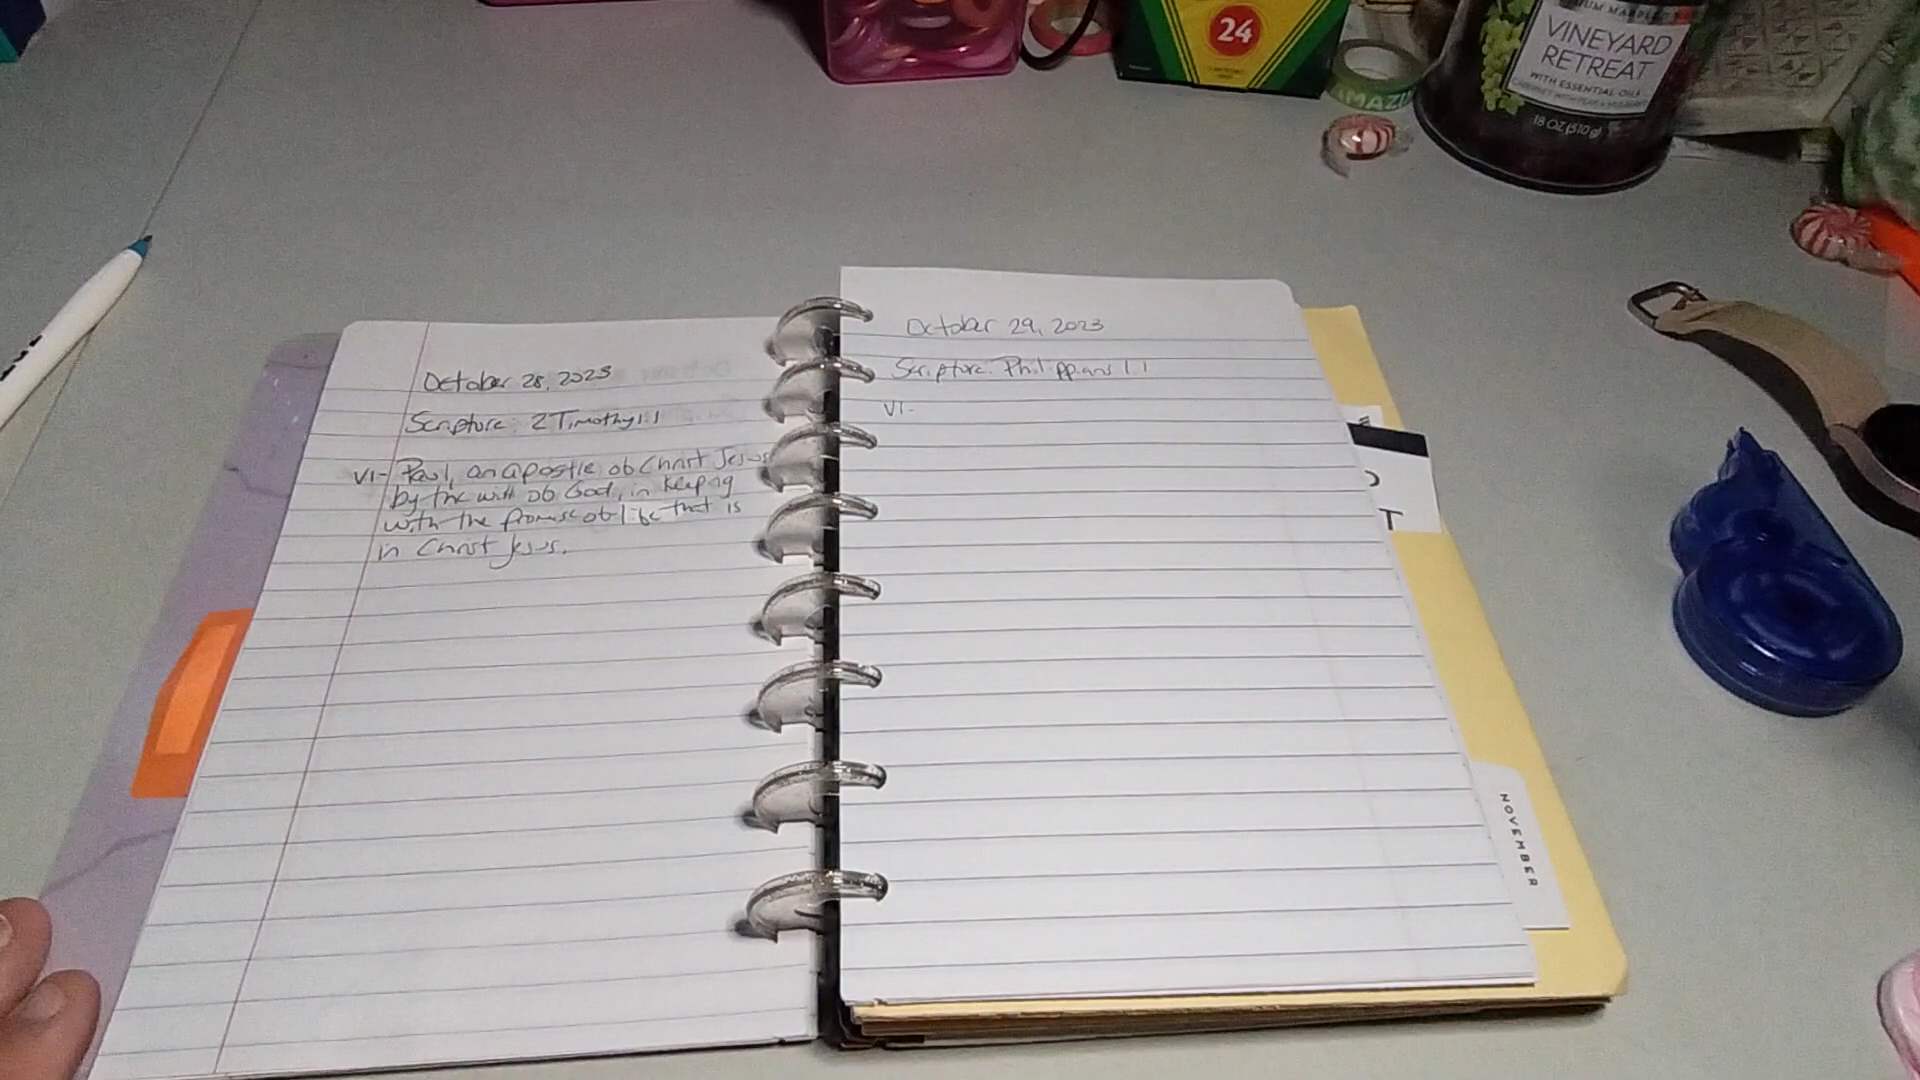 24
VINEYARD
RETREAT
WITH ESSENTIAL OILS
18 OZ (510g)
AMAZI
October 28, 2023
Scripture: 2 Timothy 1:1
V1- Paul, an apostle of Christ Jesus
by the will of God, in keeping
with the promise of life that is
in Christ Jesus.
October 29, 2023
Scripture: Philippians 1:1
V1-
T
NOVEMBER